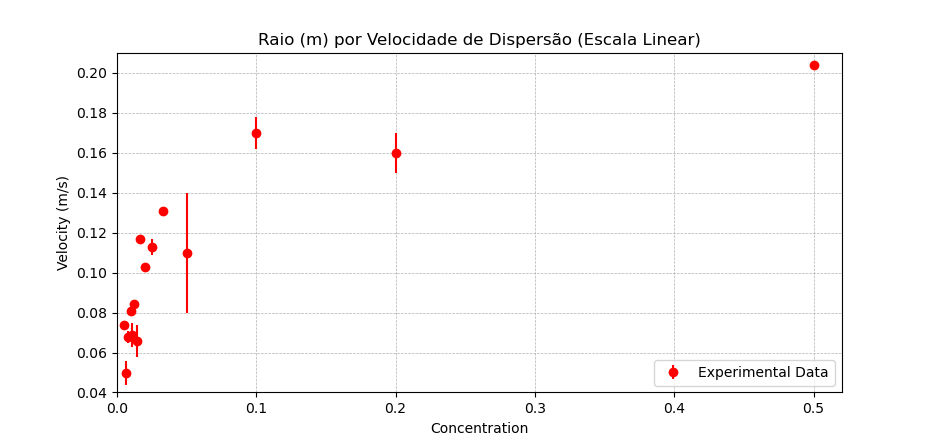 Raio (m) por Velocidade de Dispersão (Escala Linear)
Velocity (m/s)
0.20
0.18
0.16
0.14
0.12
0.10
0.08
0.06
0.04
Experimental Data
0.0 0.1 0.2 0.3 0.4 0.5
Concentration